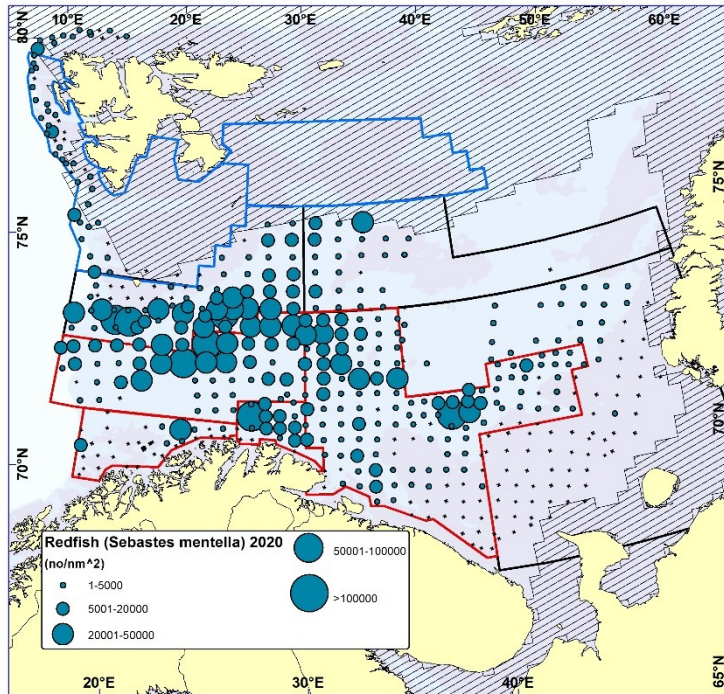 10°E 20°E 30°E 40°E 50°E 60°E
80°N
75°N
75°N
70°N
70°N
Redfish (Sebastes mentella) 2020
(no/nm^2)
1-5000
5001-20000
20001-50000
50001-100000
>100000
20°E 30°E 40°E
65°N